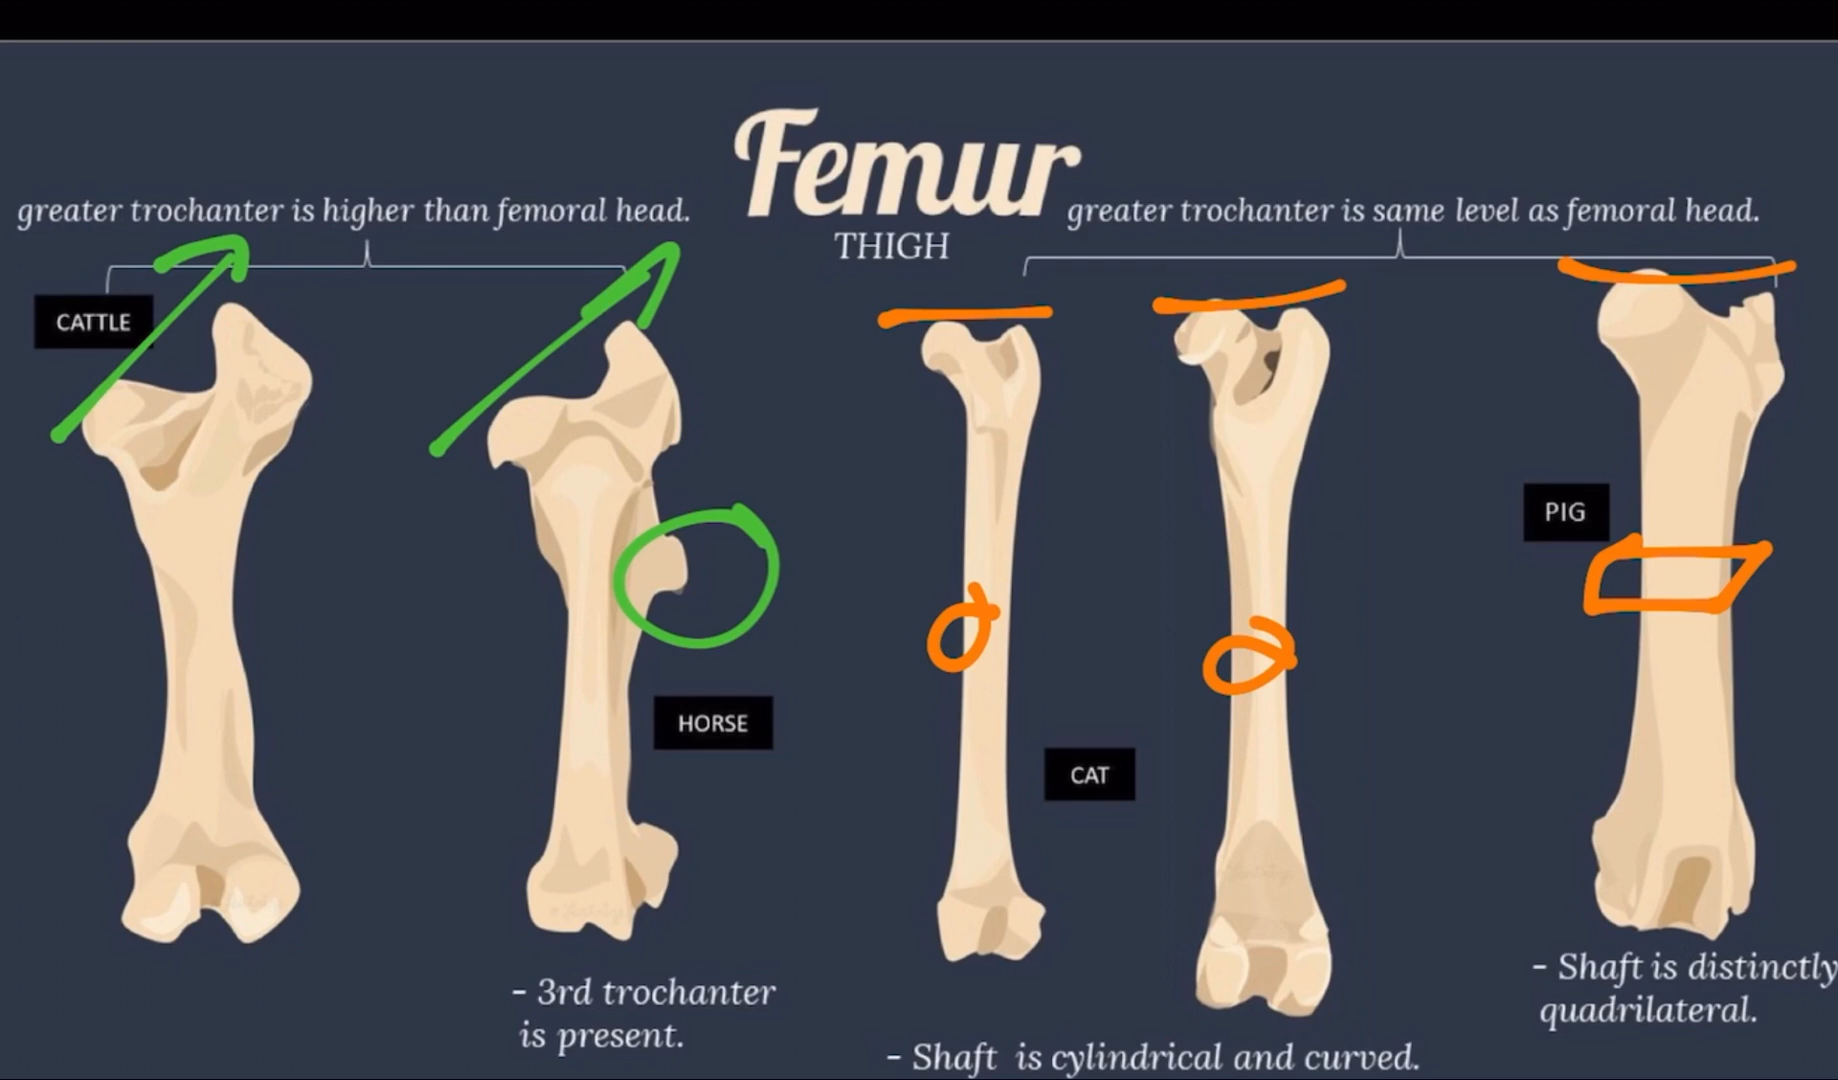 Femur
THIGH
greater trochanter is higher than femoral head.
greater trochanter is same level as femoral head.
CATTLE
HORSE
CAT
PIG
- 3rd trochanter
is present.
- Shaft is cylindrical and curved.
- Shaft is distinctly
quadrilateral.